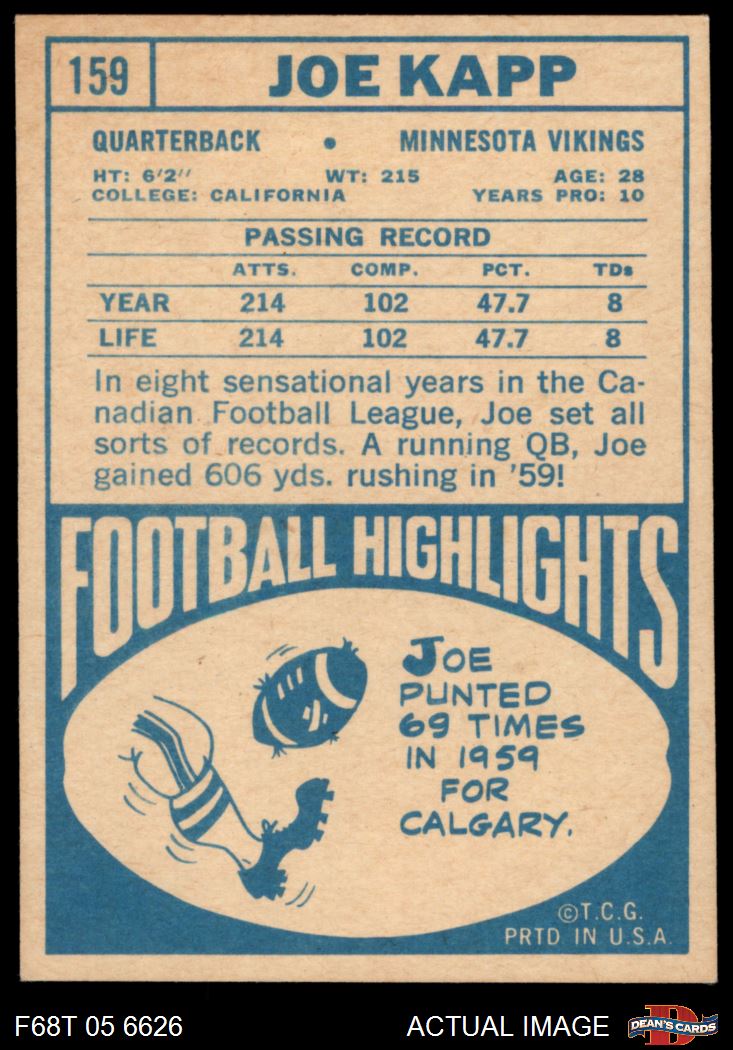 159 JOE KAPP
QUARTERBACK • MINNESOTA VIKINGS
HT: 6'2" WT: 215 AGE: 28
COLLEGE: CALIFORNIA YEARS PRO: 10
PASSING RECORD
ATTS. COMP. PCT. TDs
YEAR 214 102 47.7 8
LIFE 214 102 47.7 8
In eight sensational years in the Ca-
nadian Football League, Joe set all
sorts of records. A running QB, Joe
gained 606 yds. rushing in '59!
FOOTBALL HIGHLIGHTS
JOE
PUNTED
69 TIMES
IN 1959
FOR
CALGARY.
©T.C.G.
PRTD IN U.S.A.
F68T 05 6626 ACTUAL IMAGE D DEAN'S CARDS